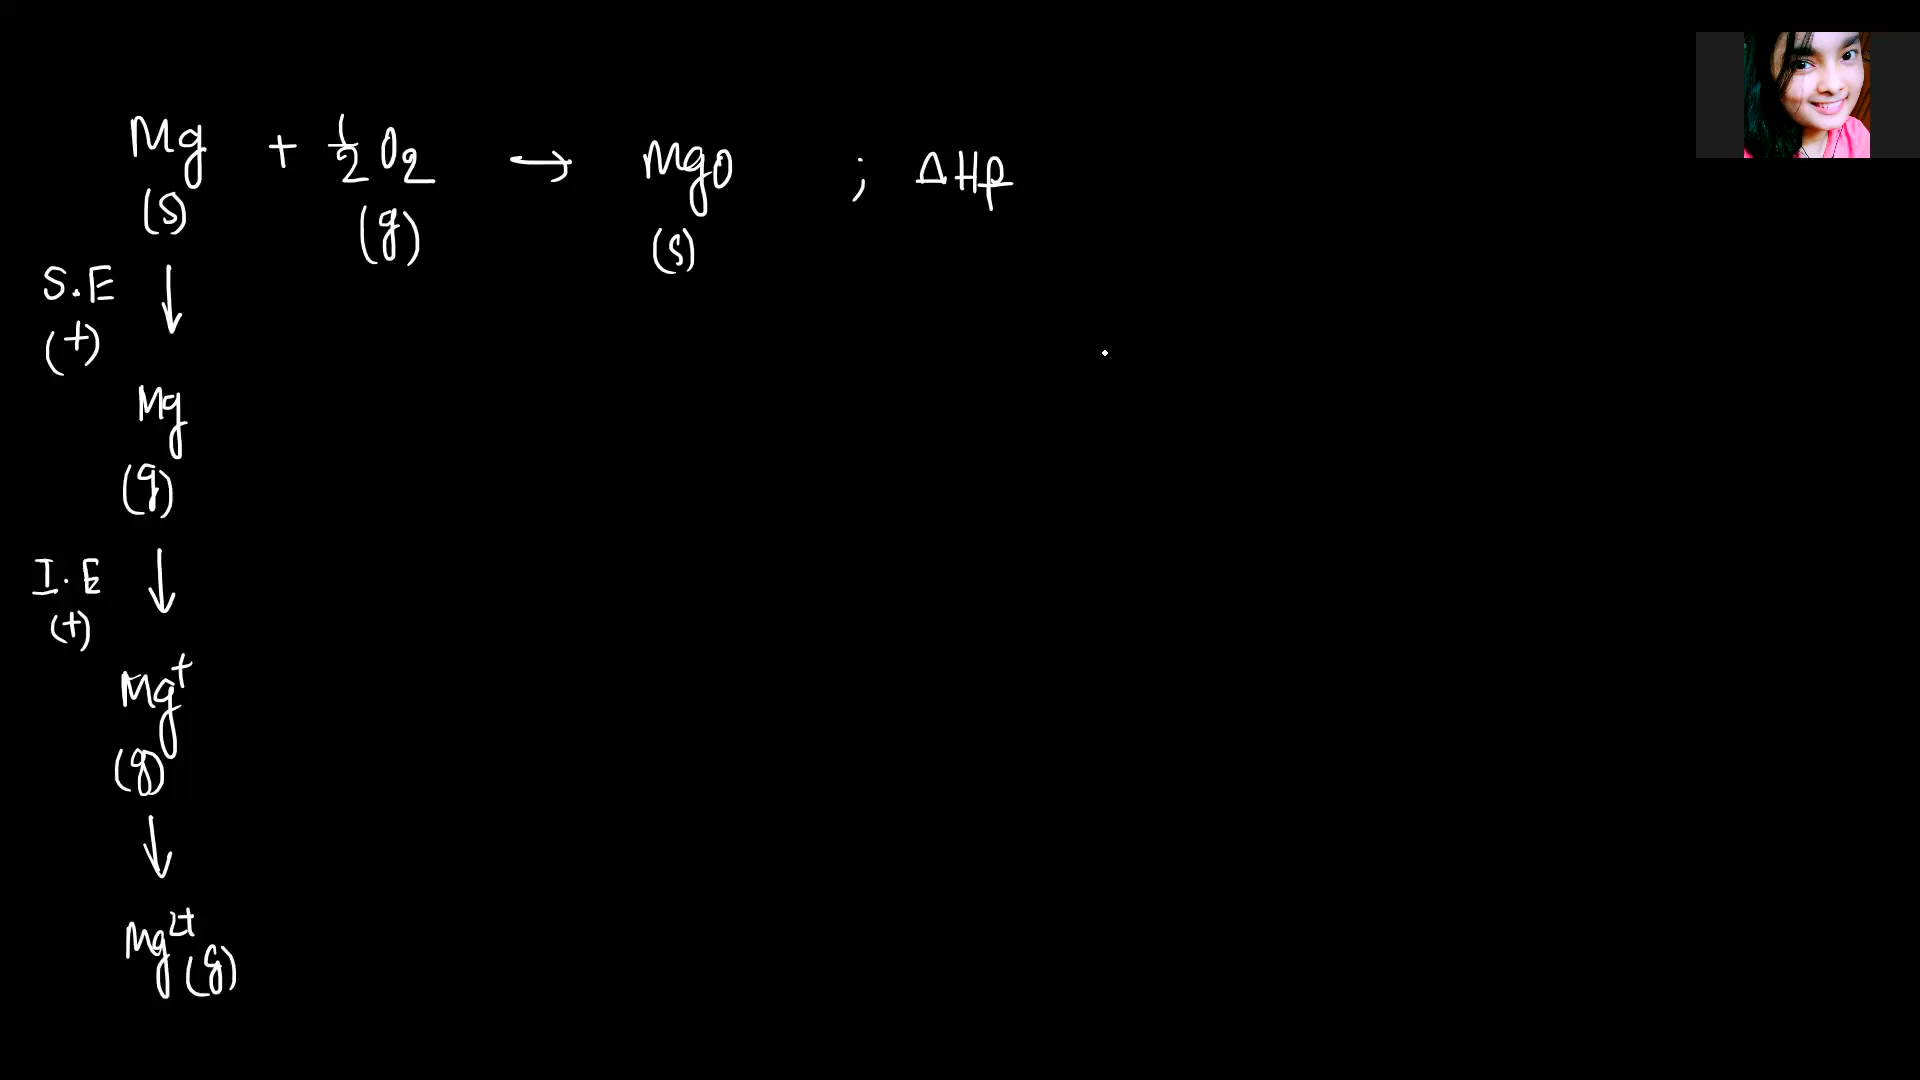 Mg + 1/2 O2 → MgO ; ΔHf
(s) (g) (s)
S.E ↓
(+)
Mg
(g)
I.E ↓
(+)
Mg+
(g)
↓
Mg2+ (g)